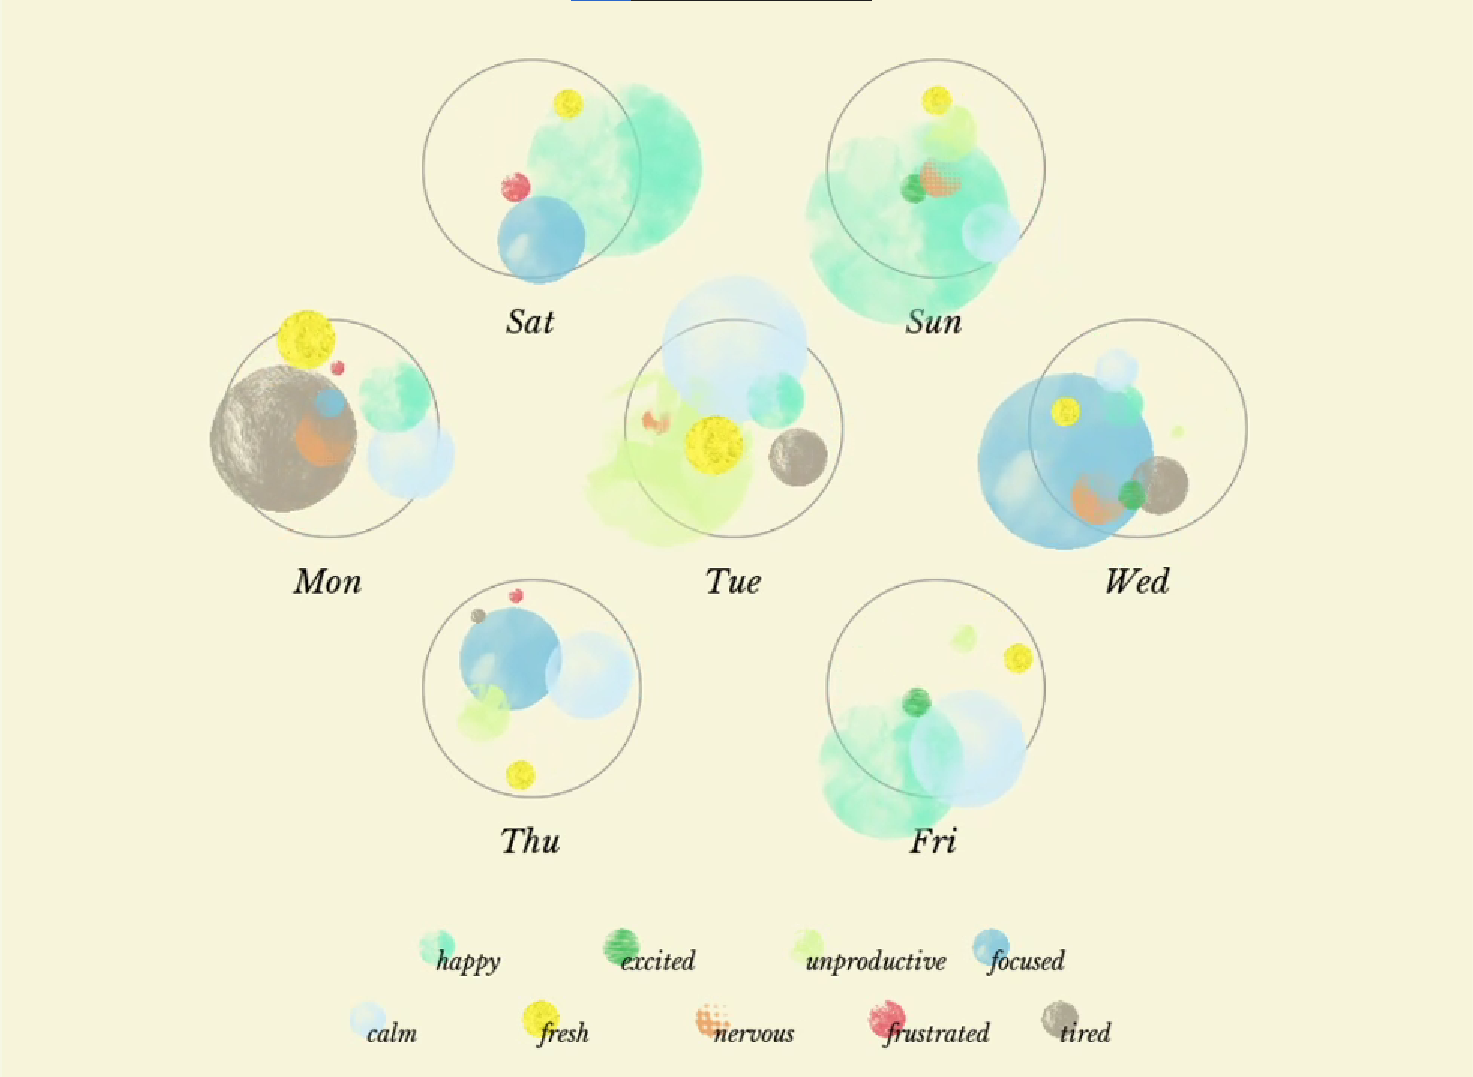 Sat
Sun
Mon
Tue
Wed
Thu
Fri
happy excited unproductive focused
calm fresh nervous frustrated tired